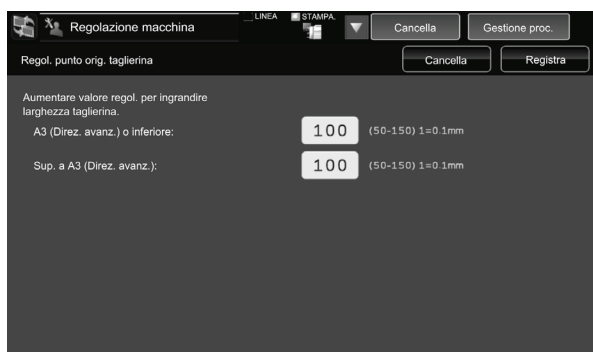 Regolazione macchina
LINEA
STAMPA.
Cancella
Gestione proc.
Regol. punto orig. taglierina
Cancella
Registra
Aumentare valore regol. per ingrandire
larghezza taglierina.
A3 (Direz. avanz.) o inferiore:
100
(50-150) 1=0.1mm
Sup. a A3 (Direz. avanz.):
100
(50-150) 1=0.1mm